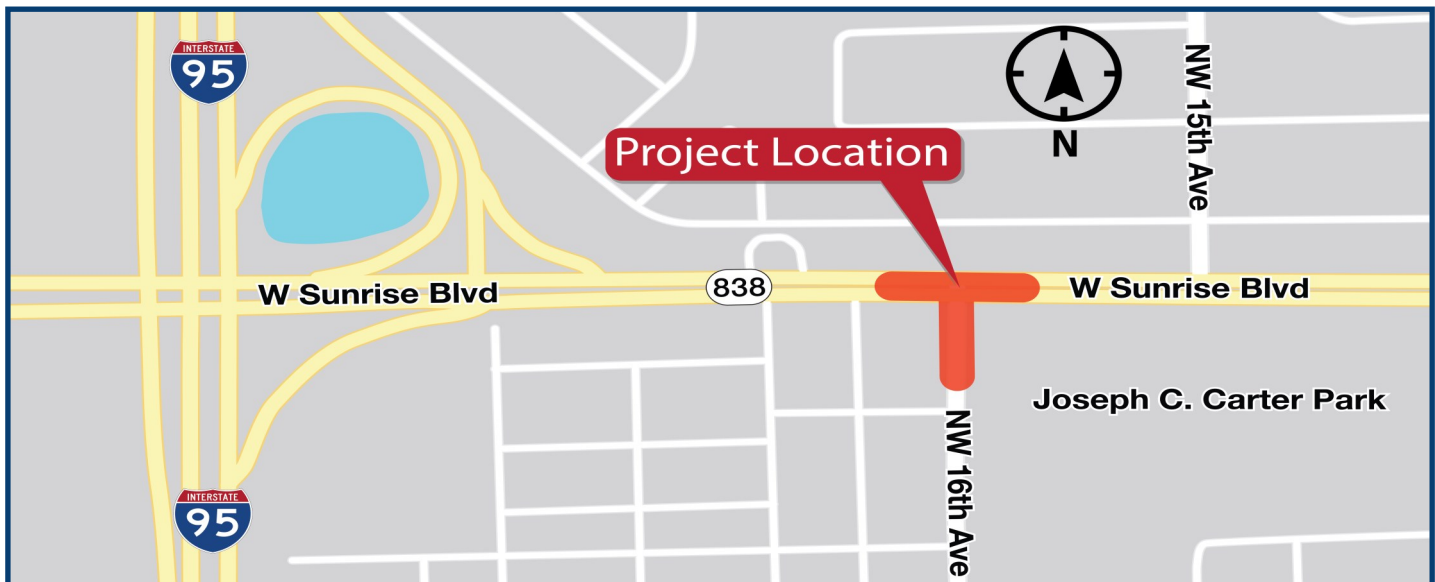 INTERSTATE
95
NW 15th Ave
N
Project Location
W Sunrise Blvd
838
W Sunrise Blvd
Joseph C. Carter Park
NW 16th Ave
INTERSTATE
95